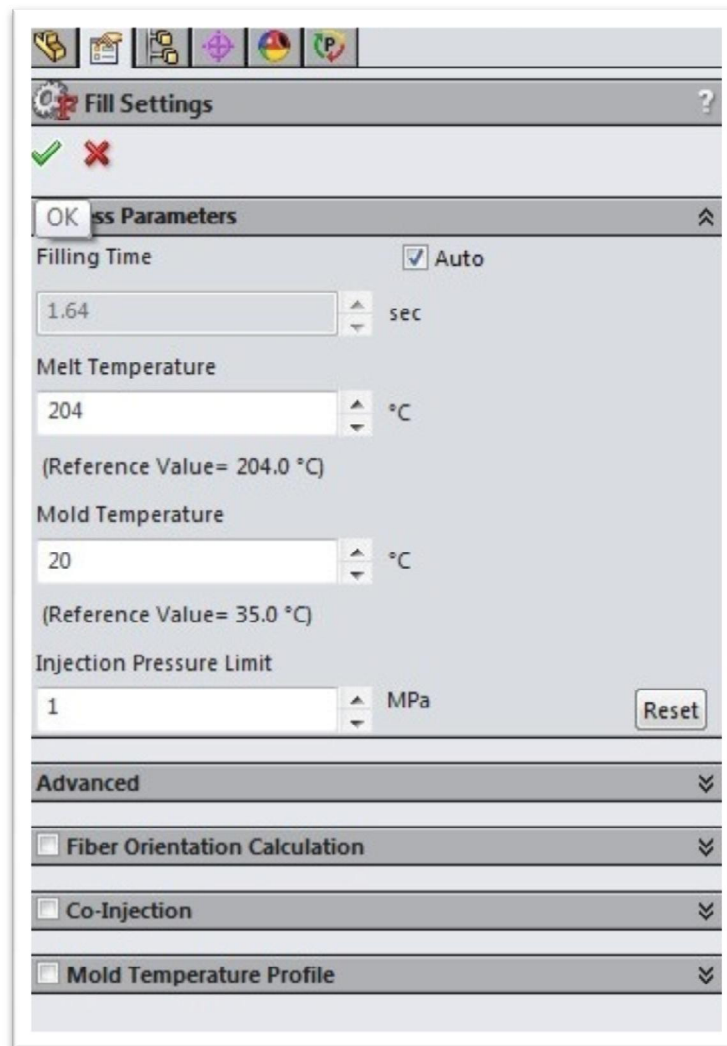 Fill Settings
?
OK ss Parameters
Filling Time Auto
1.64 sec
Melt Temperature
204 °C
(Reference Value= 204.0 °C)
Mold Temperature
20 °C
(Reference Value= 35.0 °C)
Injection Pressure Limit
1 MPa Reset
Advanced
Fiber Orientation Calculation
Co-Injection
Mold Temperature Profile